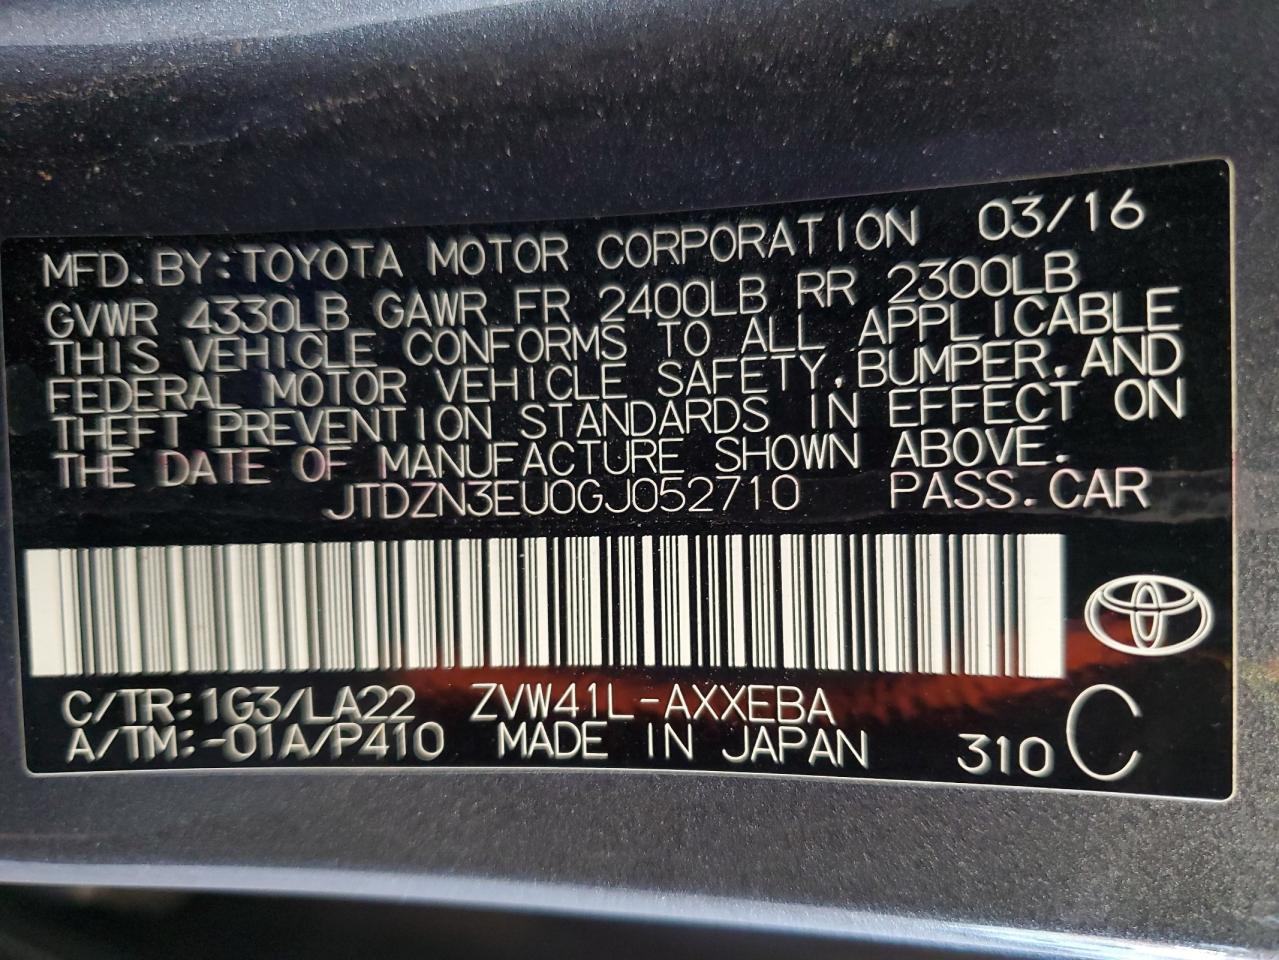 MFD.BY:TOYOTA MOTOR CORPORATION 03/16
GVWR 4330LB GAWR FR 2400LB RR 2300LB
THIS VEHICLE CONFORMS TO ALL APPLICABLE
FEDERAL MOTOR VEHICLE SAFETY,BUMPER,AND
THEFT PREVENTION STANDARDS IN EFFECT ON
THE DATE OF MANUFACTURE SHOWN ABOVE.
JTDZN3EU0GJ052710 PASS.CAR
C/TR:1G3/LA22 ZVW41L-AXXEBA
A/TM:-01A/P410 MADE IN JAPAN 310 C